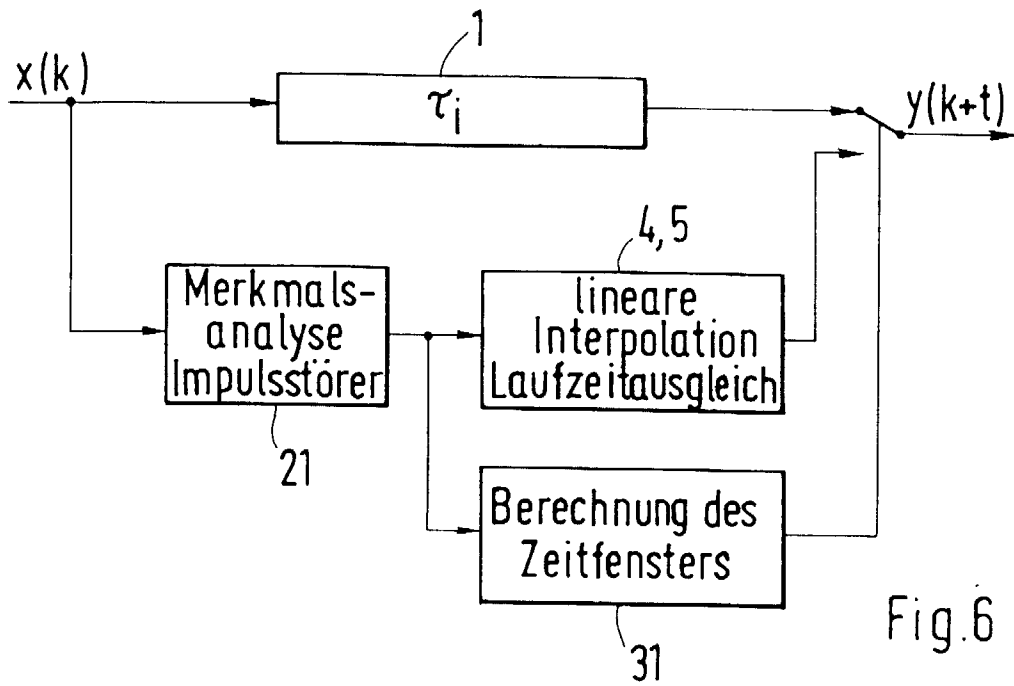 1
x(k)
τi
y(k+t)
4, 5
Merkmals-
analyse
Impulsstörer
lineare
Interpolation
Laufzeitausgleich
21
Berechnung des
Zeitfensters
31
Fig.6